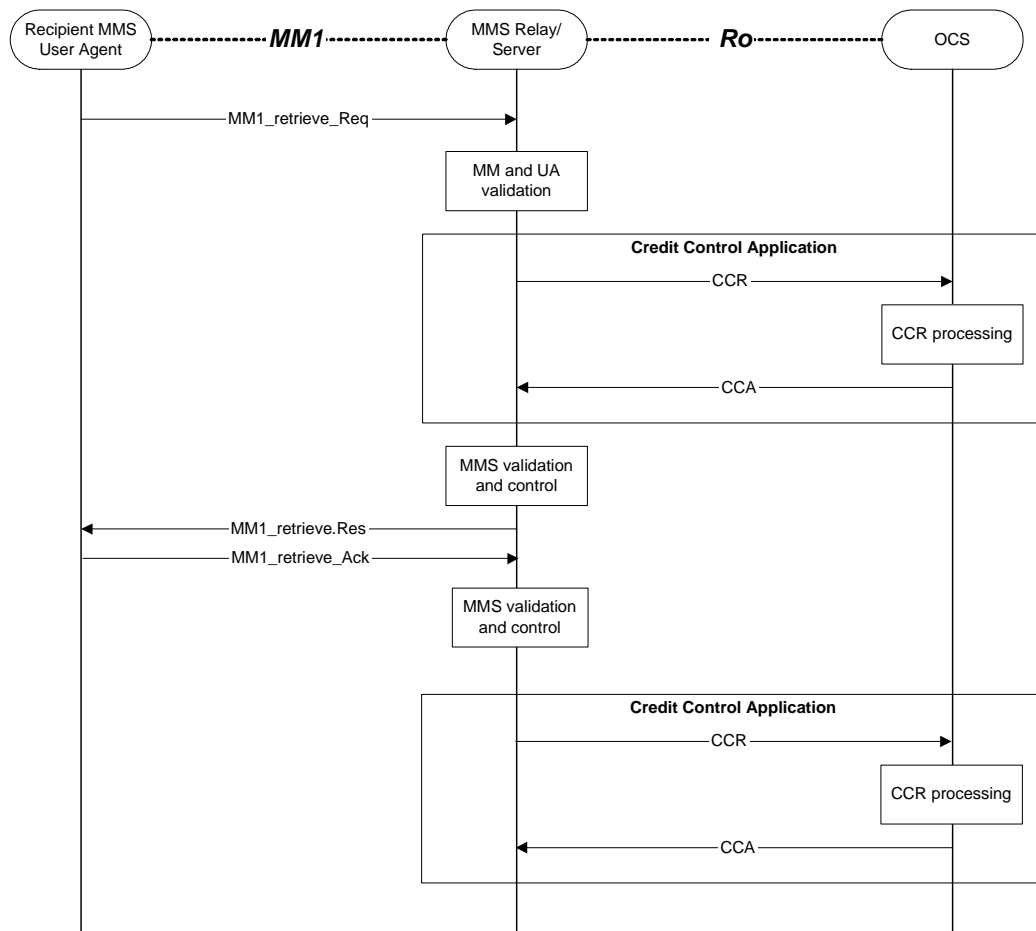 Recipient MMS
User Agent
MM1
MMS Relay/
Server
Ro
OCS
MM1_retrieve_Req
MM and UA
validation
Credit Control Application
CCR
CCR processing
CCA
MMS validation
and control
MM1_retrieve.Res
MM1_retrieve_Ack
MMS validation
and control
Credit Control Application
CCR
CCR processing
CCA